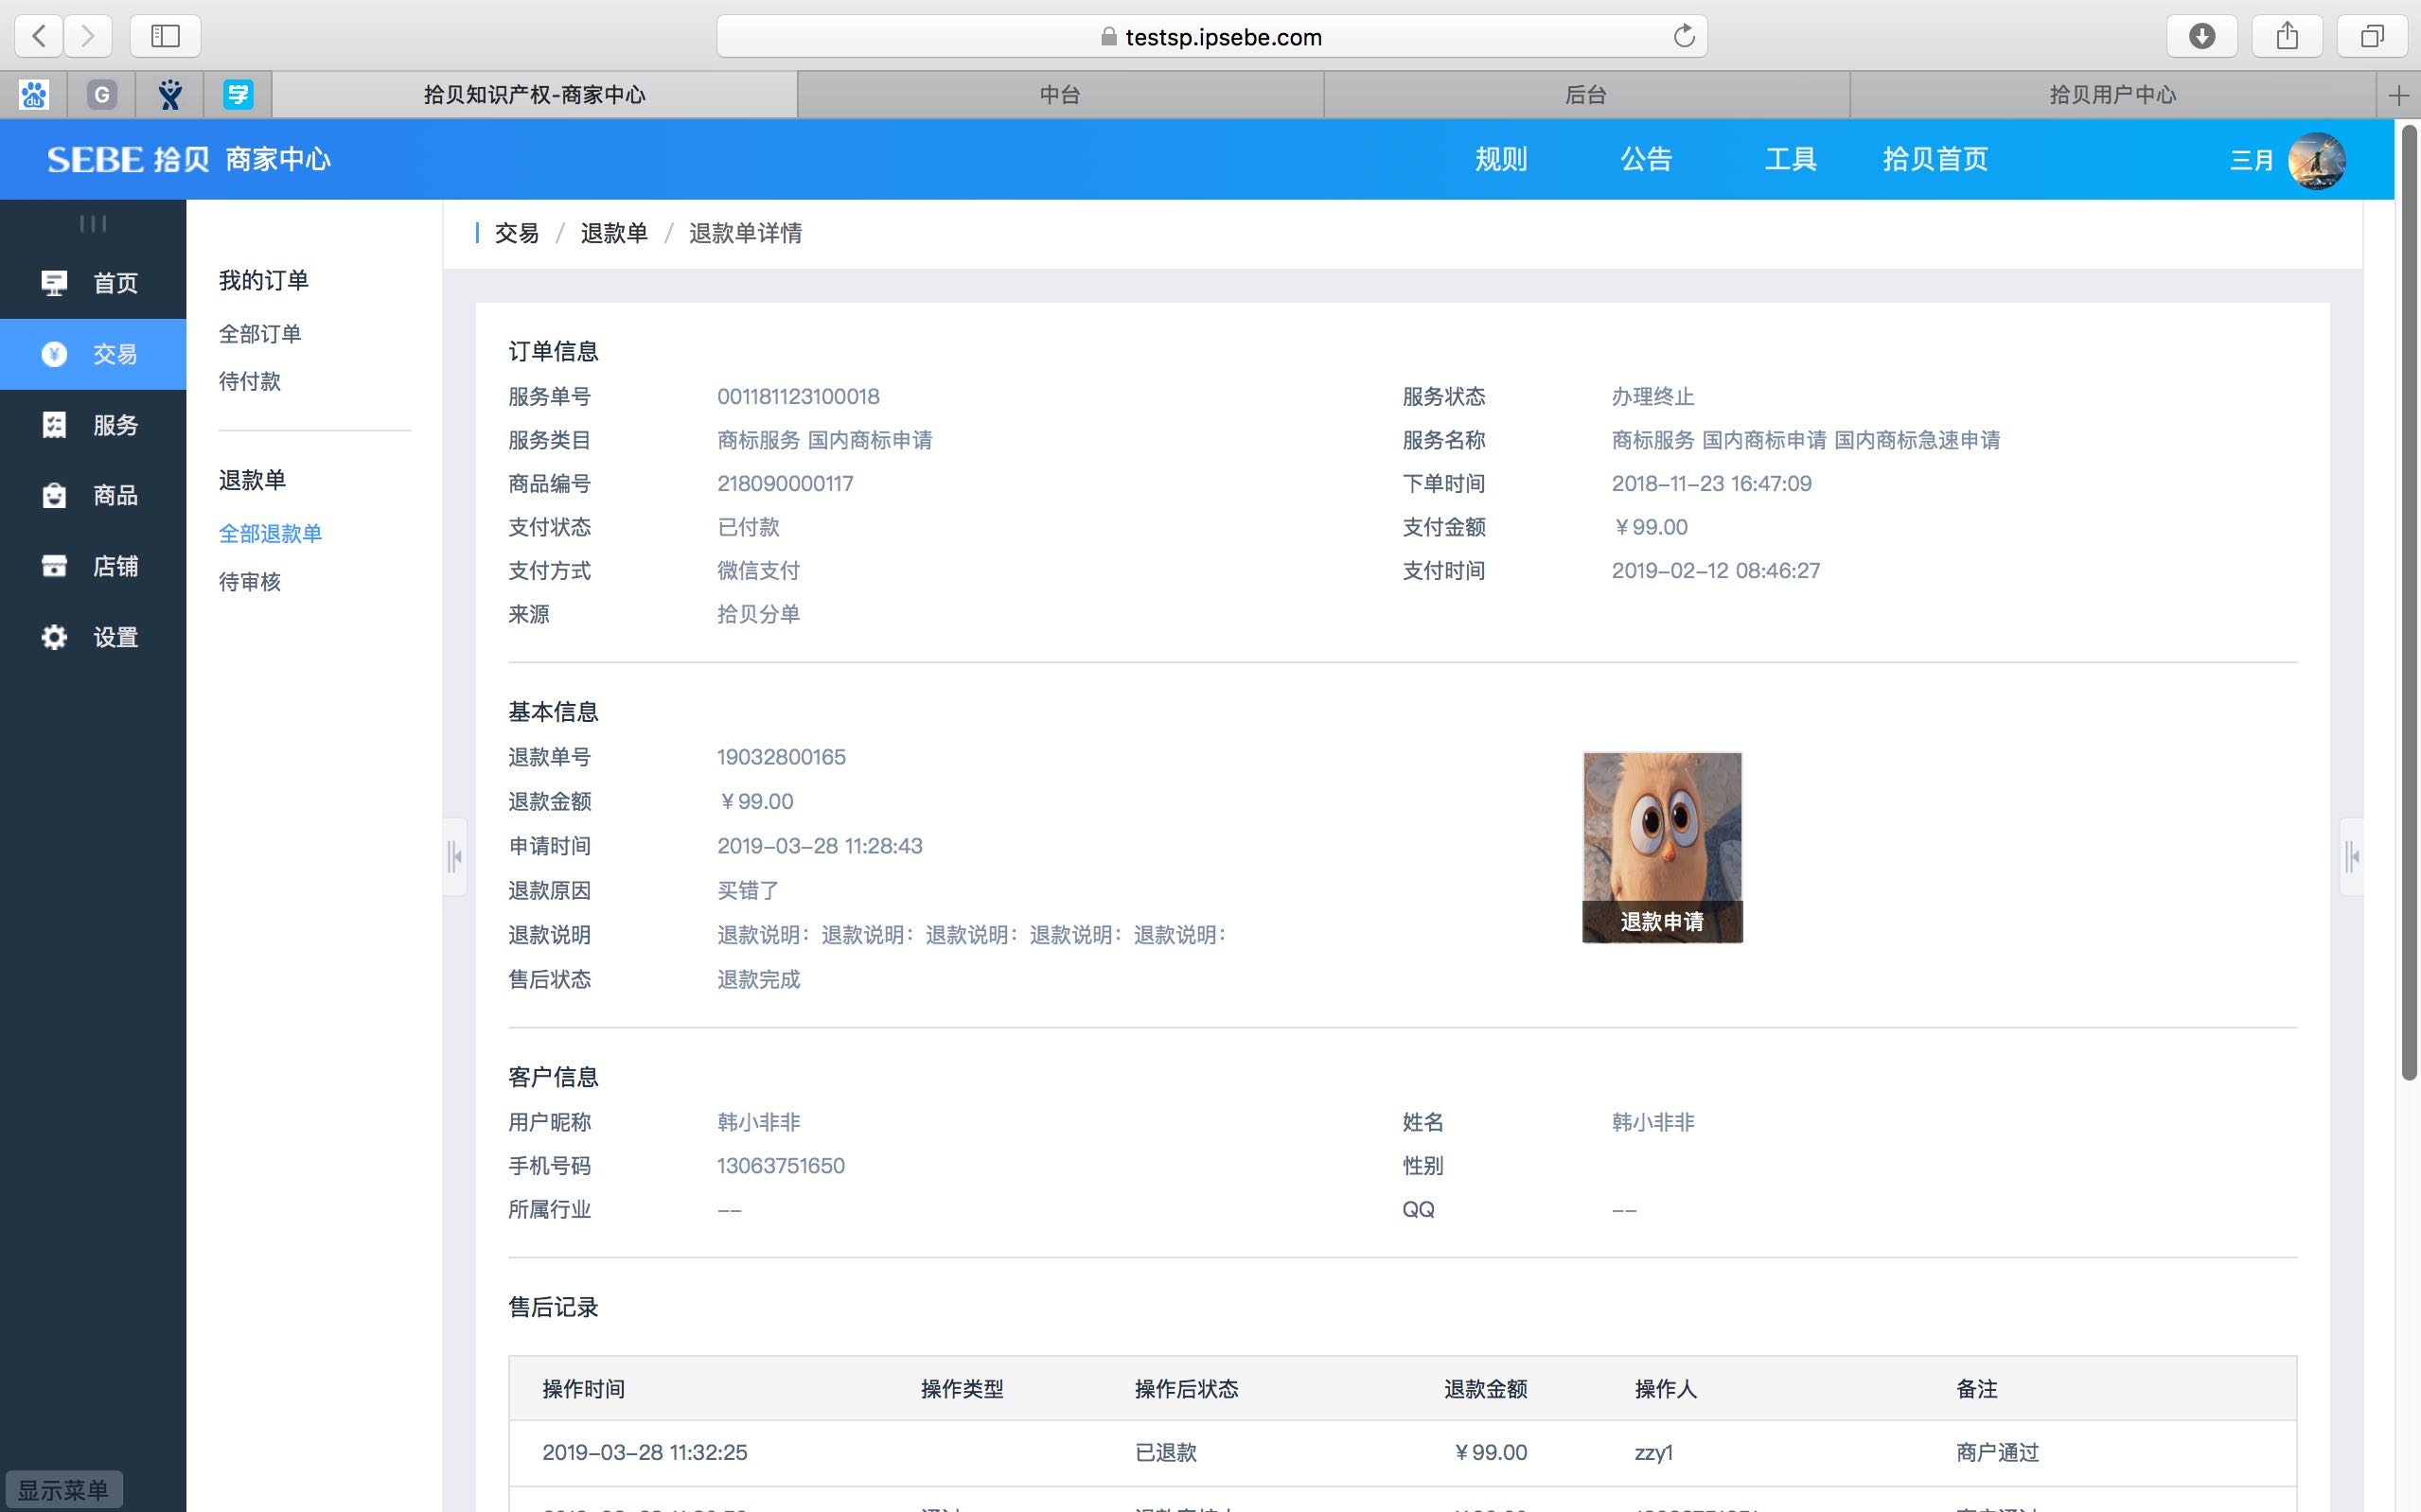 testsp.ipsebe.com
du G 学 拾贝知识产权-商家中心 中台 后台 拾贝用户中心
SEBE 拾贝 商家中心 规则 公告 工具 拾贝首页 三月
交易 / 退款单 / 退款单详情
首页
交易
服务
商品
店铺
设置
显示菜单
我的订单
全部订单
待付款
退款单
全部退款单
待审核
订单信息
服务单号 001181123100018 服务状态 办理终止
服务类目 商标服务 国内商标申请 服务名称 商标服务 国内商标申请 国内商标急速申请
商品编号 218090000117 下单时间 2018-11-23 16:47:09
支付状态 已付款 支付金额 ￥99.00
支付方式 微信支付 支付时间 2019-02-12 08:46:27
来源 拾贝分单
基本信息
退款单号 19032800165
退款金额 ￥99.00
申请时间 2019-03-28 11:28:43
退款原因 买错了
退款说明 退款说明：退款说明：退款说明：退款说明：退款说明：
售后状态 退款完成
退款申请
客户信息
用户昵称 韩小非非 姓名 韩小非非
手机号码 13063751650 性别
所属行业 -- QQ --
售后记录
操作时间 操作类型 操作后状态 退款金额 操作人 备注
2019-03-28 11:32:25 已退款 ￥99.00 zzy1 商户通过